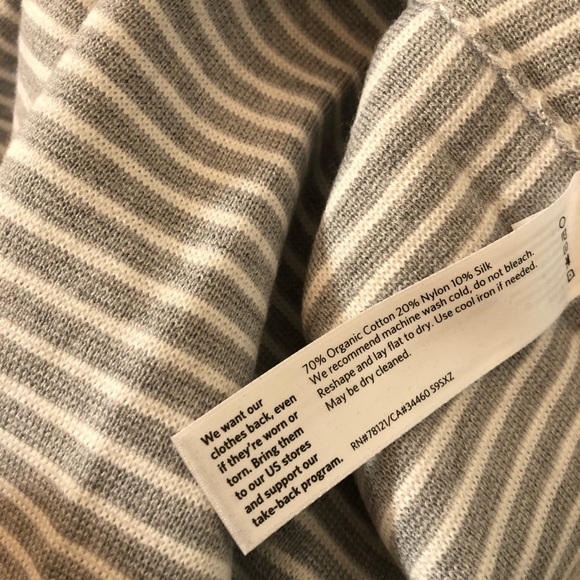 70% Organic Cotton 20% Nylon 10% Silk
We recommend machine wash cold, do not bleach.
Reshape and lay flat to dry. Use cool iron if needed.
May be dry cleaned.
RN#78121/CA#34460 S9SXZ
We want our
clothes back, even
if they're worn or
torn. Bring them
to our US stores
and support our
take-back program.